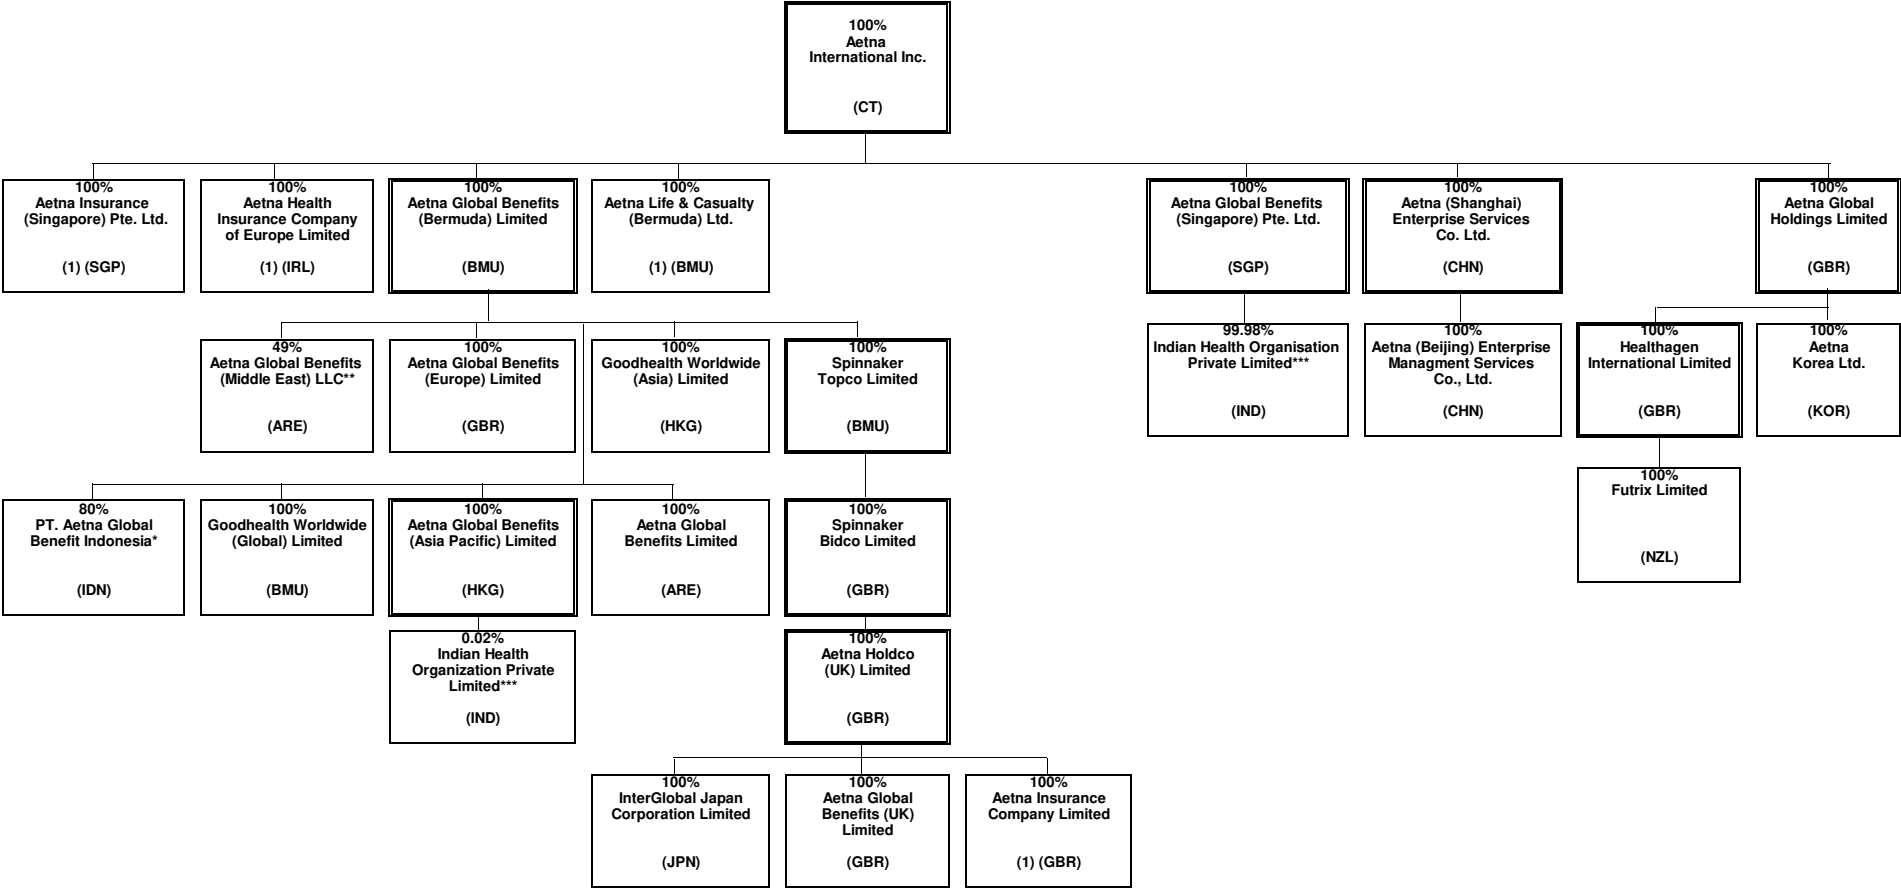 100%
Aetna
International Inc.
(CT)
100%
Aetna Insurance
(Singapore) Pte. Ltd.
(1) (SGP)
100%
Aetna Health
Insurance Company
of Europe Limited
(1) (IRL)
100%
Aetna Global Benefits
(Bermuda) Limited
(BMU)
100%
Aetna Life & Casualty
(Bermuda) Ltd.
(1) (BMU)
100%
Aetna Global Benefits
(Singapore) Pte. Ltd.
(SGP)
100%
Aetna (Shanghai)
Enterprise Services
Co. Ltd.
(CHN)
100%
Aetna Global
Holdings Limited
(GBR)
49%
Aetna Global Benefits
(Middle East) LLC**
(ARE)
100%
Aetna Global Benefits
(Europe) Limited
(GBR)
100%
Goodhealth Worldwide
(Asia) Limited
(HKG)
100%
Spinnaker
Topco Limited
(BMU)
99.98%
Indian Health Organisation
Private Limited***
(IND)
100%
Aetna (Beijing) Enterprise
Managment Services
Co., Ltd.
(CHN)
100%
Healthagen
International Limited
(GBR)
100%
Aetna
Korea Ltd.
(KOR)
100%
Futrix Limited
(NZL)
80%
PT. Aetna Global
Benefit Indonesia*
(IDN)
100%
Goodhealth Worldwide
(Global) Limited
(BMU)
100%
Aetna Global Benefits
(Asia Pacific) Limited
(HKG)
100%
Aetna Global
Benefits Limited
(ARE)
100%
Spinnaker
Bidco Limited
(GBR)
0.02%
Indian Health
Organization Private
Limited***
(IND)
100%
Aetna Holdco
(UK) Limited
(GBR)
100%
InterGlobal Japan
Corporation Limited
(JPN)
100%
Aetna Global
Benefits (UK)
Limited
(GBR)
100%
Aetna Insurance
Company Limited
(1) (GBR)